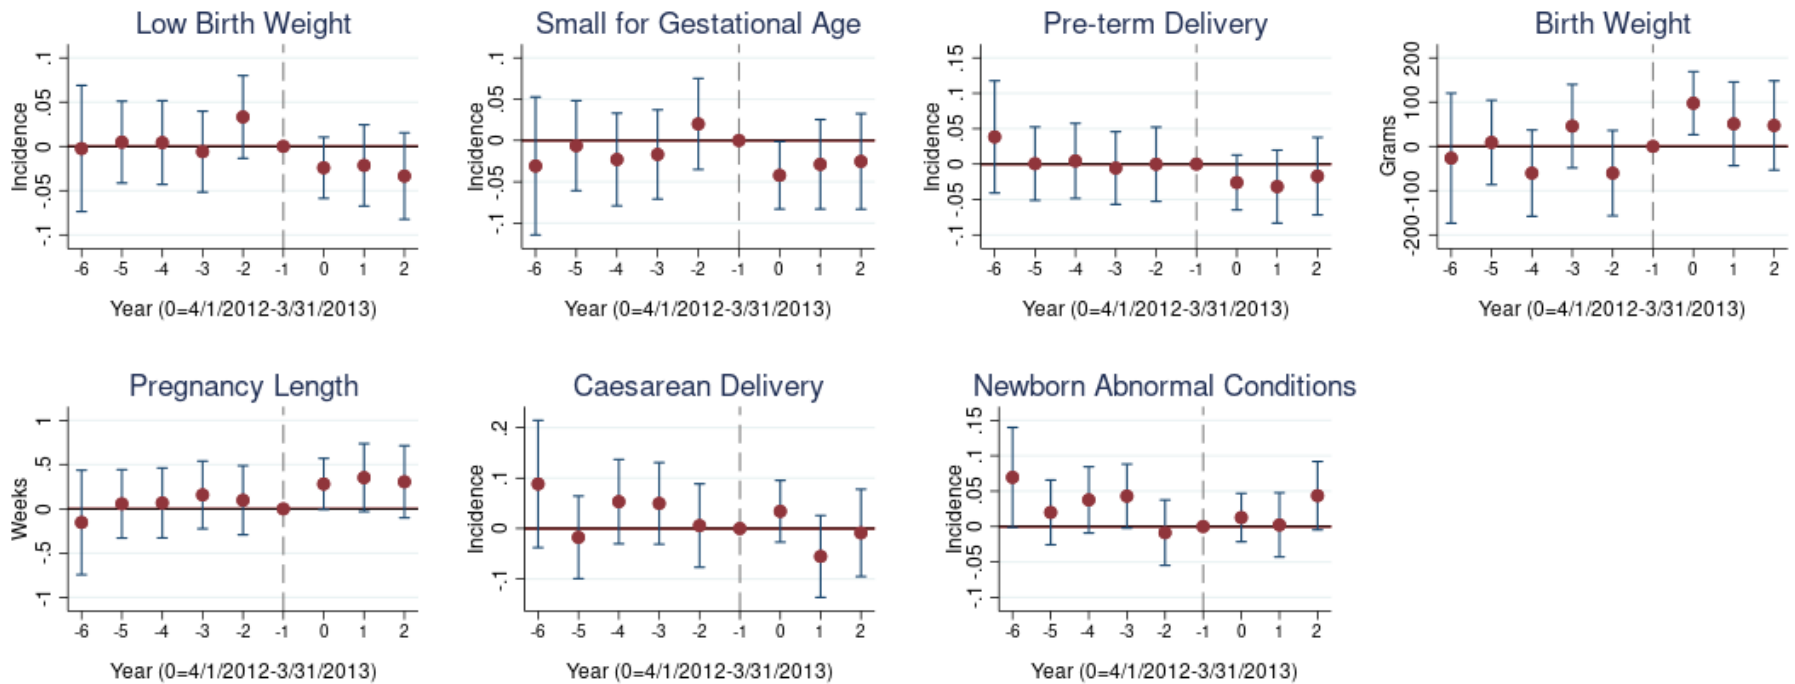 Low Birth Weight
Incidence
.1
.05
0
-.05
-.1
-6 -5 -4 -3 -2 -1 0 1 2
Year (0=4/1/2012-3/31/2013)
Small for Gestational Age
Incidence
.1
.05
0
-.05
-.1
-6 -5 -4 -3 -2 -1 0 1 2
Year (0=4/1/2012-3/31/2013)
Pre-term Delivery
Incidence
.15
.1
.05
0
-.05
-.1
-6 -5 -4 -3 -2 -1 0 1 2
Year (0=4/1/2012-3/31/2013)
Birth Weight
Grams
200
100
0
-100
-200
-6 -5 -4 -3 -2 -1 0 1 2
Year (0=4/1/2012-3/31/2013)
Pregnancy Length
Weeks
1
.5
0
-.5
-1
-6 -5 -4 -3 -2 -1 0 1 2
Year (0=4/1/2012-3/31/2013)
Caesarean Delivery
Incidence
.2
.1
0
-.1
-6 -5 -4 -3 -2 -1 0 1 2
Year (0=4/1/2012-3/31/2013)
Newborn Abnormal Conditions
Incidence
.15
.1
.05
0
-.05
-.1
-6 -5 -4 -3 -2 -1 0 1 2
Year (0=4/1/2012-3/31/2013)